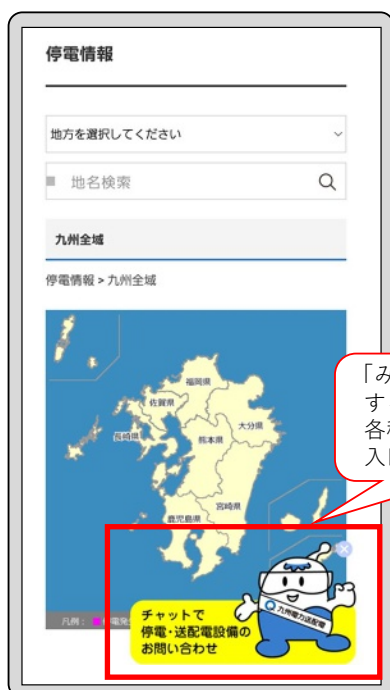 停電情報
地方を選択してください
地名検索
九州全域
停電情報 > 九州全域
福岡県
佐賀県
大分県
長崎県
熊本県
宮崎県
鹿児島県
「み
す
各種
入
凡例：
停電発
チャットで
停電・送配電設備の
お問い合わせ
九州電力送配電